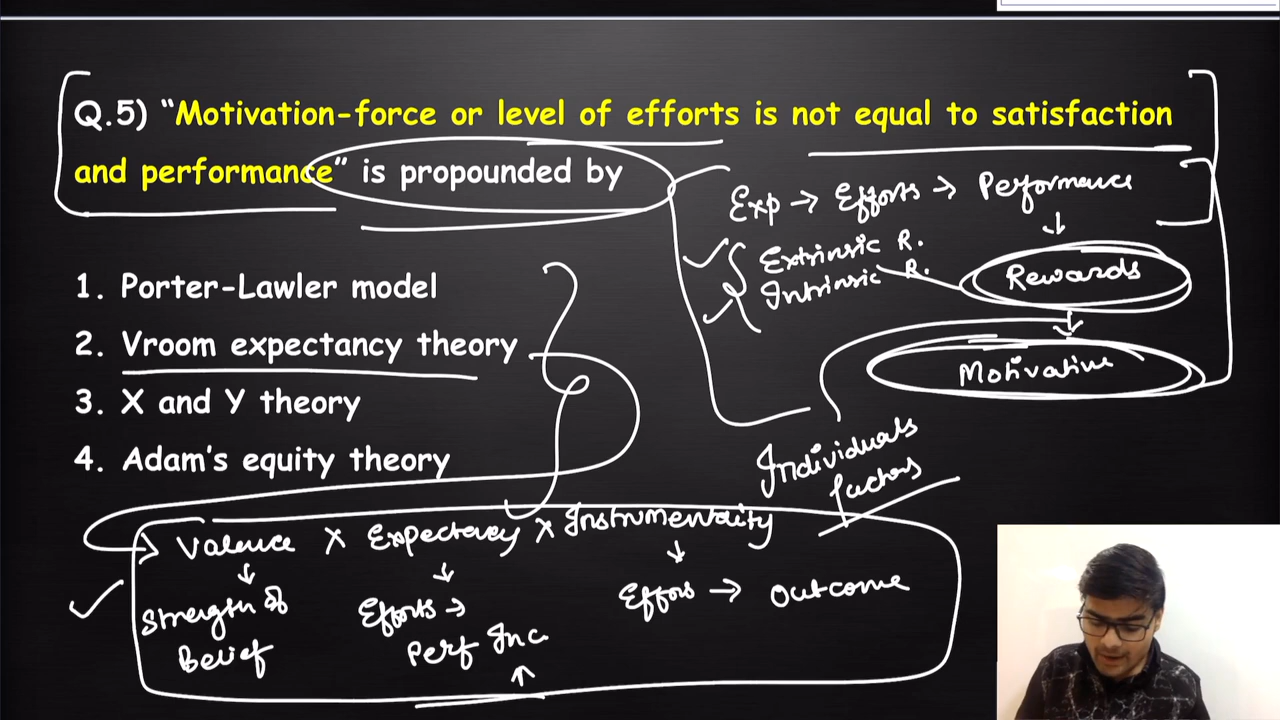 Q.5) "Motivation-force or level of efforts is not equal to satisfaction
and performance" is propounded by
Exp → Efforts → Performance
↓
Extrinsic R.
Intrinsic R.
Rewards
↓
Motivative
1. Porter-Lawler model
2. Vroom expectancy theory
3. X and Y theory
4. Adam's equity theory
Individuals
factors
→ Valence X Expectancy X Instrumentality
↓ ↓ ↓
Strength of
Belief
Efforts →
Perf Inc.
↑
Effors → Outcome